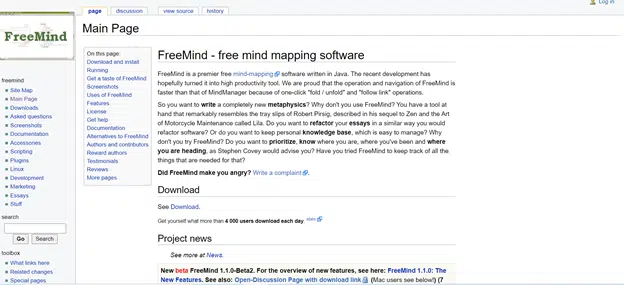 Log in
page
discussion
view source
history
FreeMind
Main Page
freemind
Site Map
Main Page
Downloads
Asked questions
Screenshots
Documentation
Accessories
Scripting
Plugins
Linux
Development
Marketing
Essays
Stuff
search
Go
Search
toolbox
What links here
Related changes
Special pages
On this page:
Download and install
Running
Get a taste of FreeMind
Screenshots
Uses of FreeMind
Features
License
Get help
Documentation
Alternatives to FreeMind
Authors and contributors
Reward authors
Testimonials
Reviews
More pages
FreeMind - free mind mapping software
FreeMind is a premier free mind-mapping software written in Java. The recent development has
hopefully turned it into high productivity tool. We are proud that the operation and navigation of FreeMind is
faster than that of MindManager because of one-click "fold / unfold" and "follow link" operations.
So you want to write a completely new metaphysics? Why don't you use FreeMind? You have a tool at
hand that remarkably resembles the tray slips of Robert Pirsig, described in his sequel to Zen and the Art
of Motorcycle Maintenance called Lila. Do you want to refactor your essays in a similar way you would
refactor software? Or do you want to keep personal knowledge base, which is easy to manage? Why
don't you try FreeMind? Do you want to prioritize, know where you are, where you've been and where
you are heading, as Stephen Covey would advise you? Have you tried FreeMind to keep track of all the
things that are needed for that?
Did FreeMind make you angry? Write a complaint.
Download
See Download.
Get yourself what more than 4 000 users download each day.
Project news
See more at News.
New beta FreeMind 1.1.0-Beta2. For the overview of new features, see here: FreeMind 1.1.0: The
New Features. See also: Open-Discussion Page with download link (Mac users see below!) (7